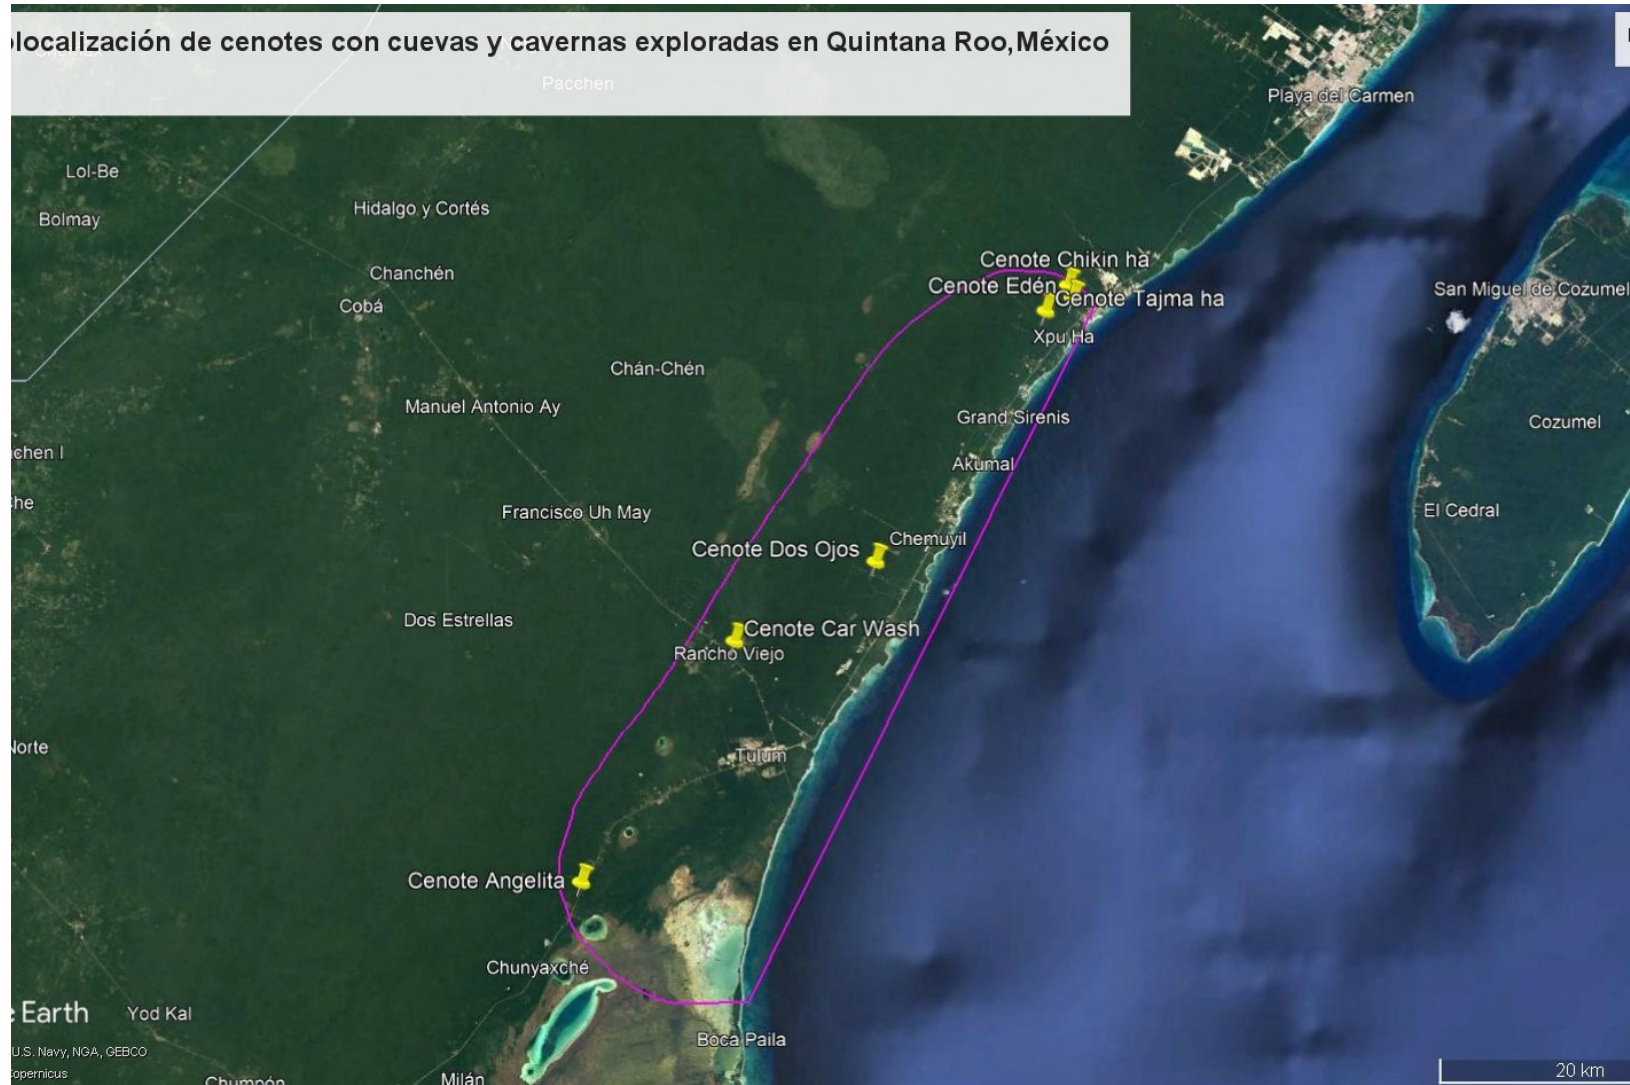 localización de cenotes con cuevas y cavernas exploradas en Quintana Roo,México
Pacchen
Playa del Carmen
Lol-Be
Bolmay
Hidalgo y Cortés
Chanchén
Cobá
Cenote Chikin ha
Cenote Edén
Cenote Tajma ha
San Miguel de Cozumel
Xpu Ha
Chán-Chén
Manuel Antonio Ay
Grand Sirenis
Cozumel
chen I
Akumal
he
Francisco Uh May
El Cedral
Cenote Dos Ojos
Chemuyil
Dos Estrellas
Cenote Car Wash
Rancho Viejo
Norte
Tulum
Cenote Angelita
Chunyaxché
Earth
Yod Kal
Boca Paila
U.S. Navy, NGA, GEBCO
opernicus
Chumpón
Milán
20 km